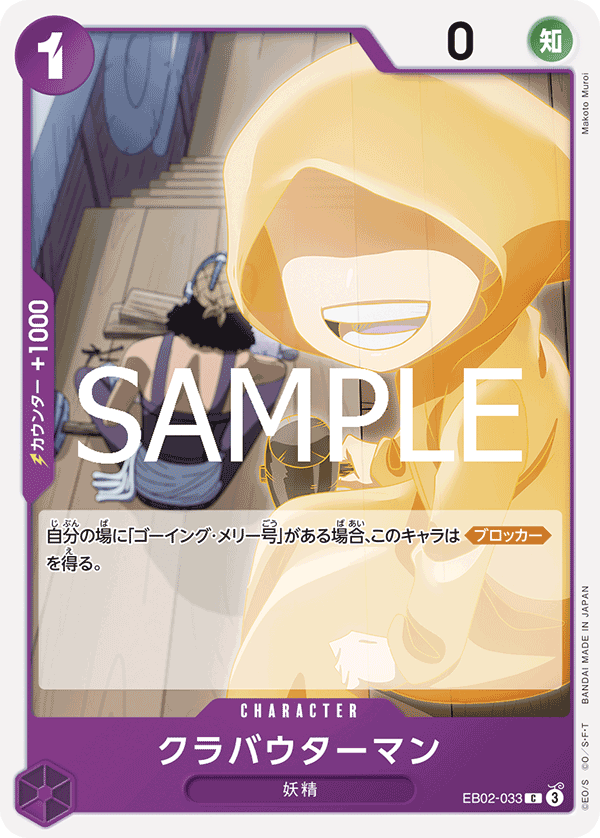 1
0
知
Makoto Muroi
カウンター +1000
SAMPLE
自分の場に「ゴーイング・メリー号」がある場合、このキャラは ブロッカー
を得る。
CHARACTER
クラバウターマン
妖精
EB02-033 C 3
©E.O/S ©O/S・F・T BANDAI MADE IN JAPAN